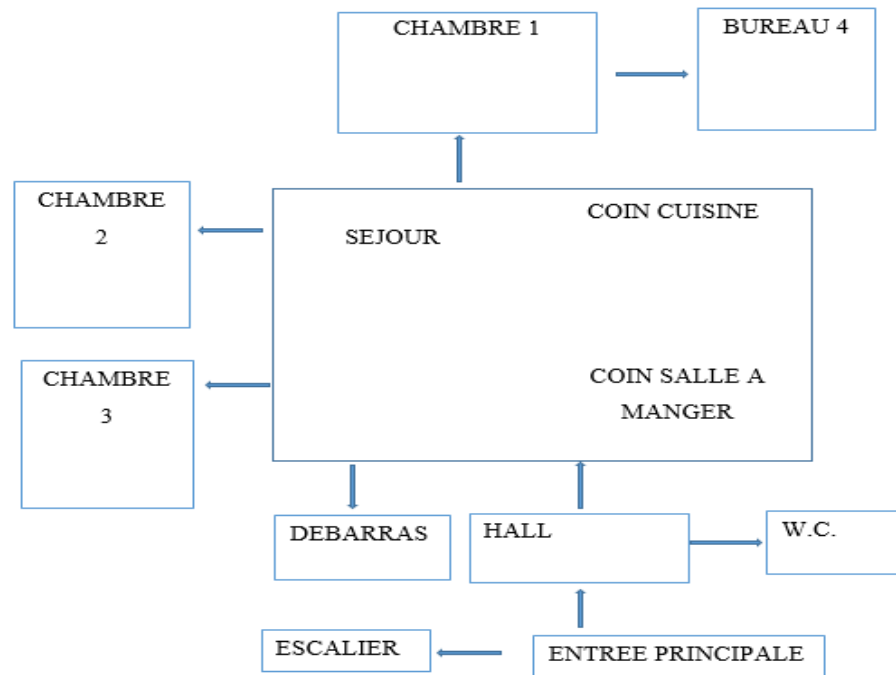 CHAMBRE 1
BUREAU 4
CHAMBRE
2
SEJOUR
COIN CUISINE
CHAMBRE
3
COIN SALLE A
MANGER
DEBARRAS
HALL
W.C.
ESCALIER
ENTREE PRINCIPALE